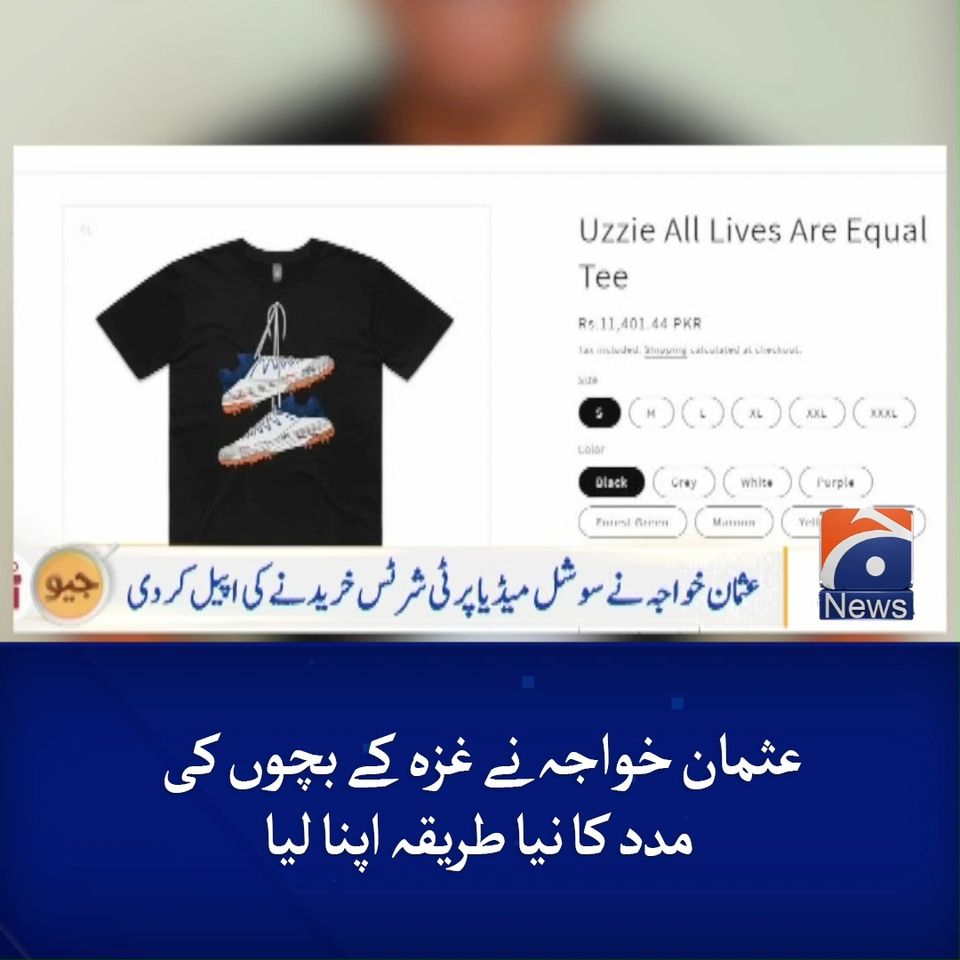 Uzzie All Lives Are Equal
Tee
Rs.11,401.44 PKR
Tax included. Shipping calculated at checkout.
Size
S M L XL XXL XXXL
Color
Black Grey White Purple
Forest Green Maroon
جیو
عثمان خواجہ نے سوشل میڈیا پر ٹی شرٹس خریدنے کی اپیل کر دی
News
عثمان خواجہ نے غزہ کے بچوں کی
مدد کا نیا طریقہ اپنا لیا